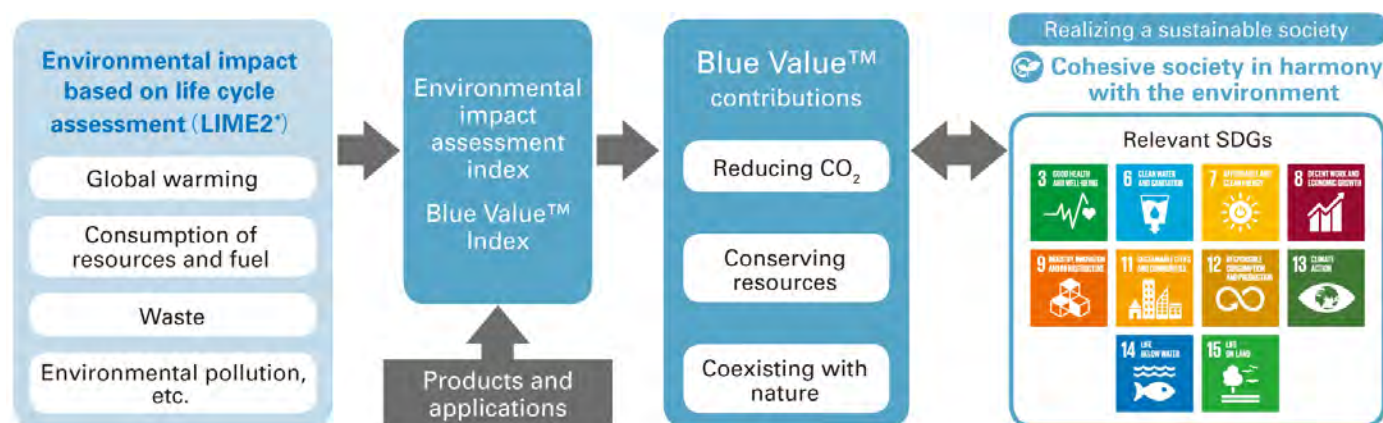 Environmental impact
based on life cycle
assessment (LIME2*)
Global warming
Consumption of
resources and fuel
Waste
Environmental pollution,
etc.
Environmental
impact
assessment
index
Blue Value™
Index
Products and
applications
Blue Value™
contributions
Reducing CO₂
Conserving
resources
Coexisting with
nature
Realizing a sustainable society
Cohesive society in harmony
with the environment
Relevant SDGs
3 GOOD HEALTH
AND WELL-BEING
6 CLEAN WATER
AND SANITATION
7 AFFORDABLE AND
CLEAN ENERGY
8 DECENT WORK AND
ECONOMIC GROWTH
9 INDUSTRY, INNOVATION
AND INFRASTRUCTURE
11 SUSTAINABLE CITIES
AND COMMUNITIES
12 RESPONSIBLE
CONSUMPTION
AND PRODUCTION
13 CLIMATE
ACTION
14 LIFE
BELOW WATER
15 LIFE
ON LAND